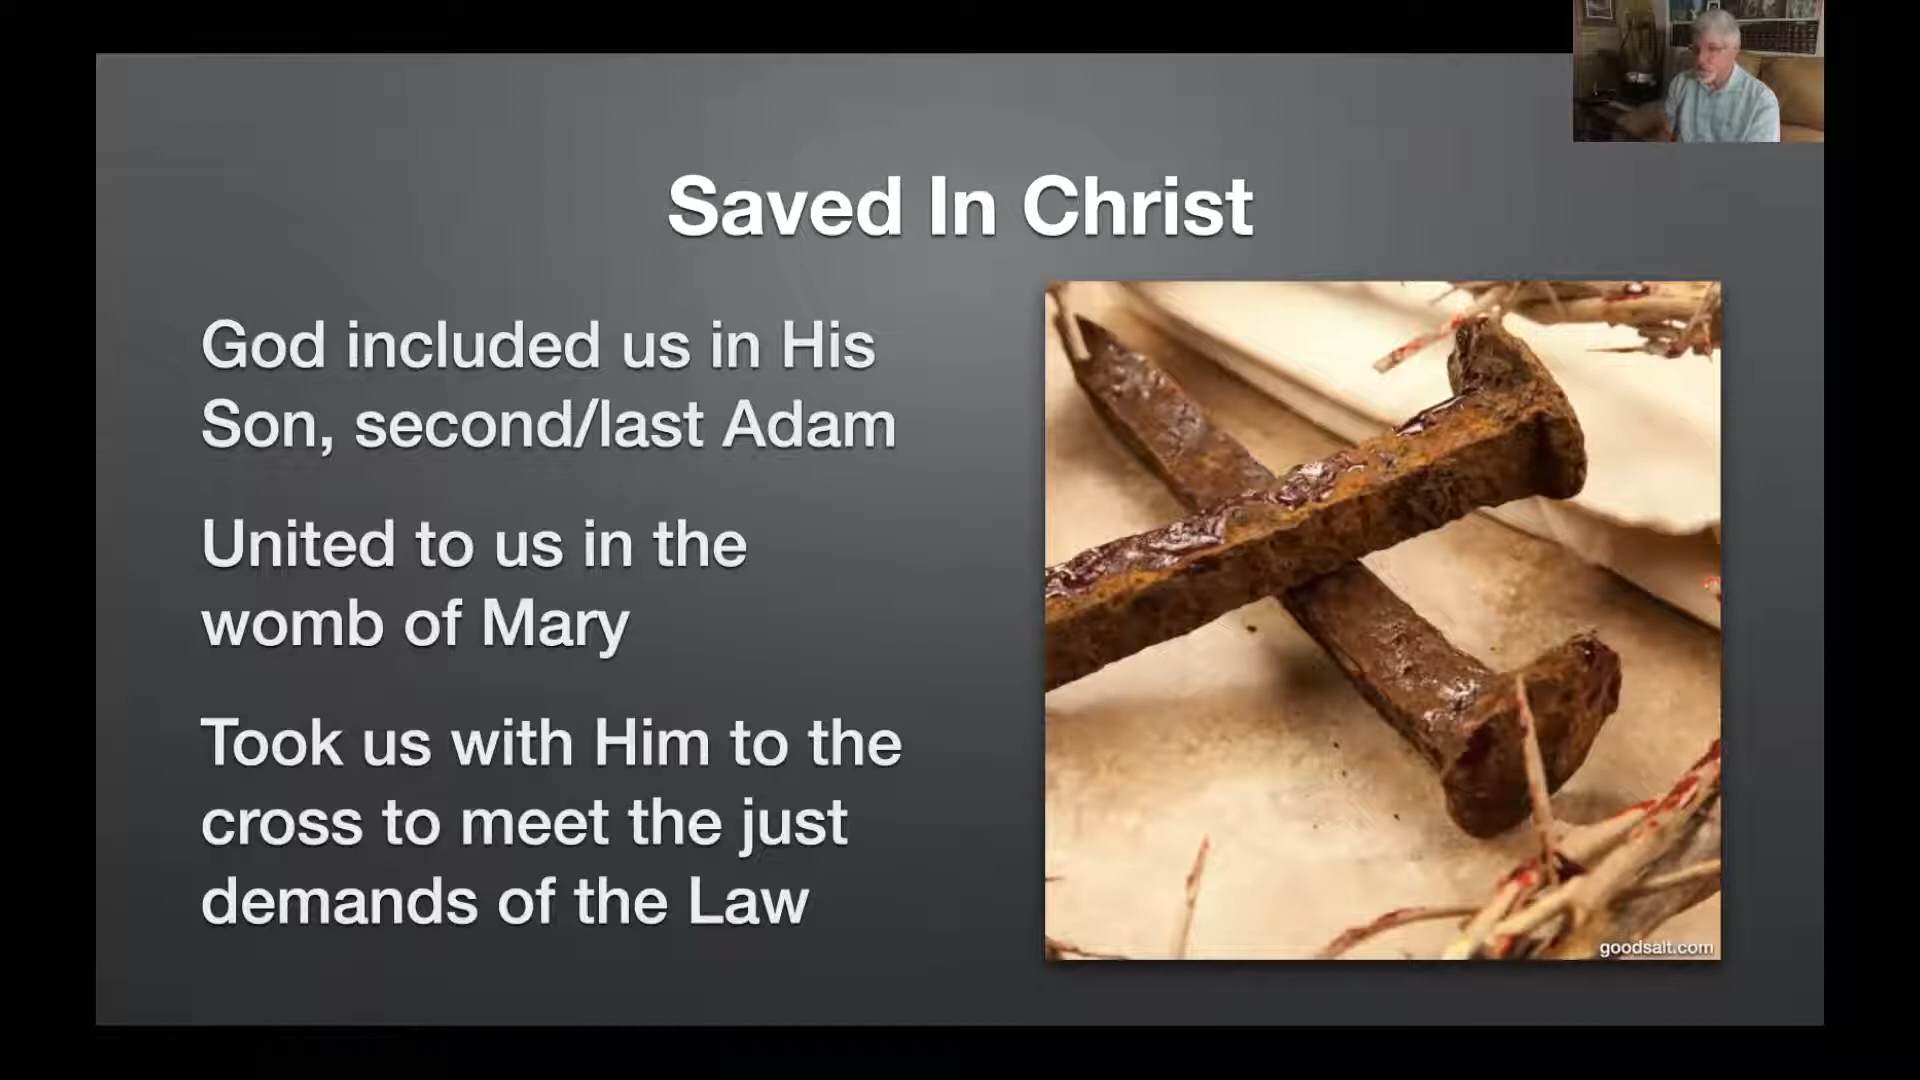 Saved In Christ
God included us in His
Son, second/last Adam
United to us in the
womb of Mary
Took us with Him to the
cross to meet the just
demands of the Law
goodsalt.com